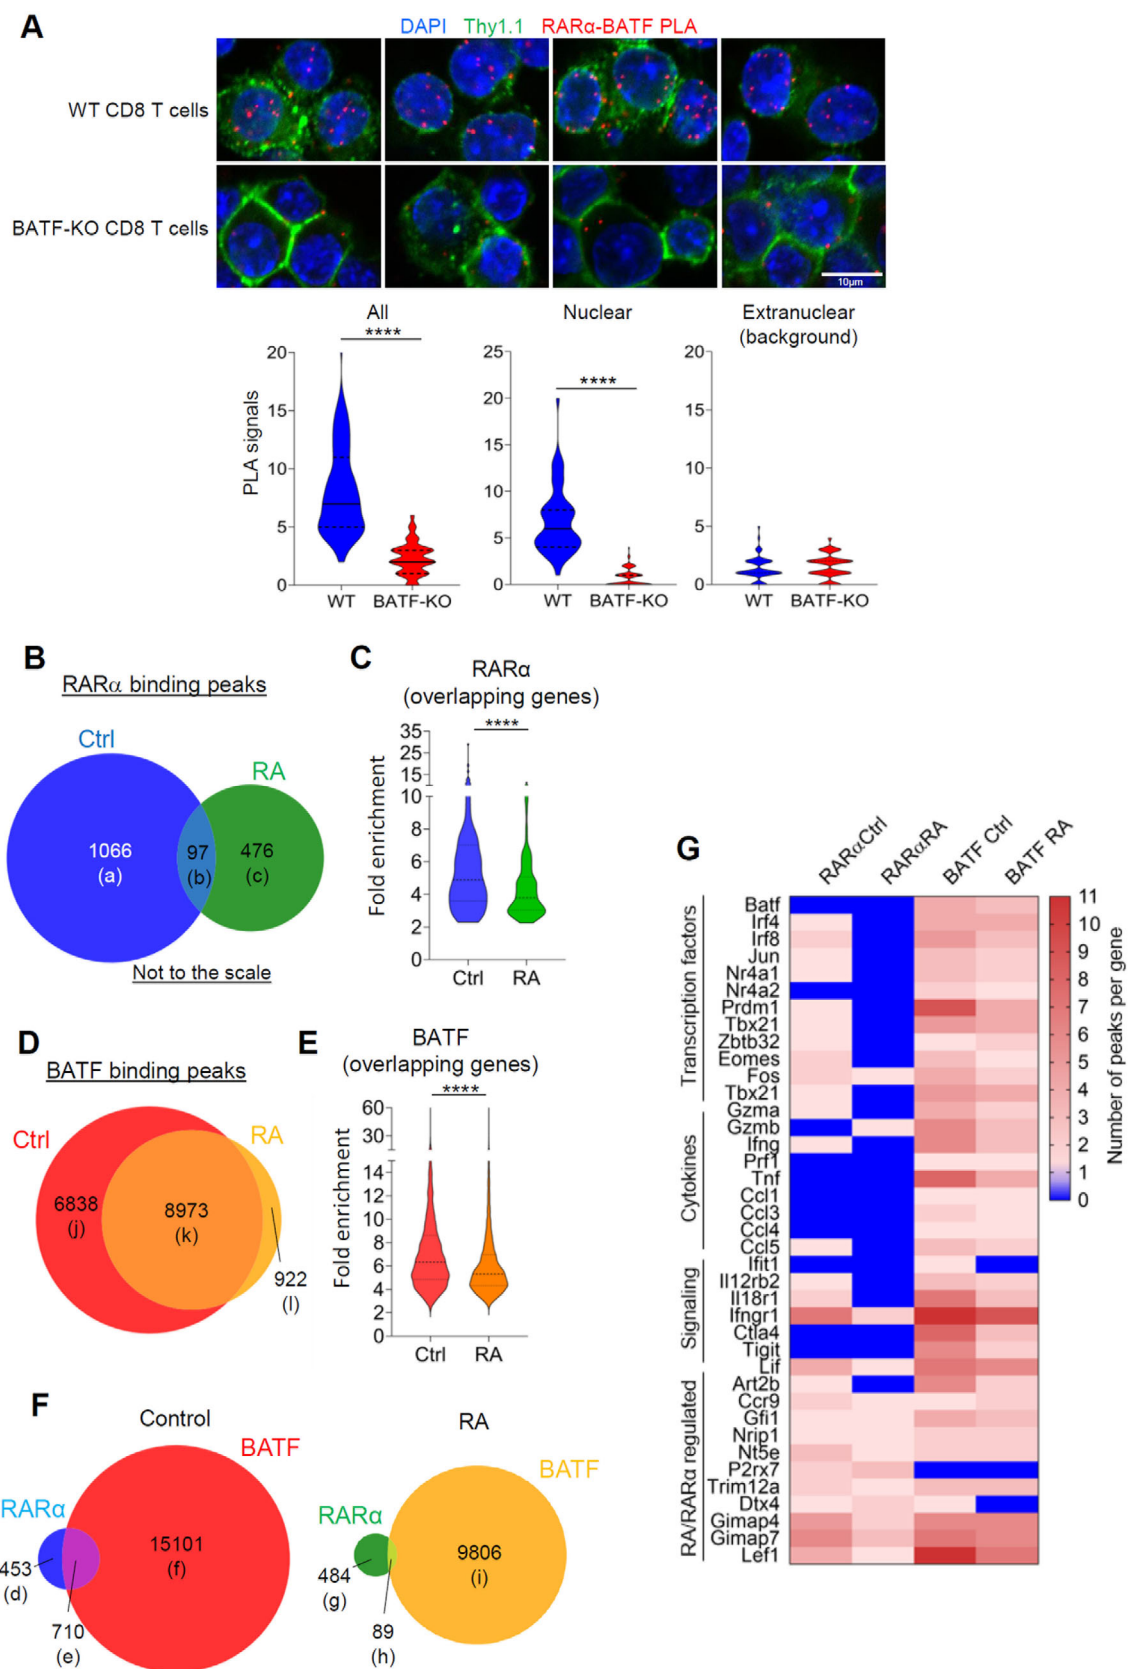 A
DAPI Thy1.1 RARα-BATF PLA
WT CD8 T cells
BATF-KO CD8 T cells
10µm
All
Nuclear
Extranuclear
(background)
****
****
PLA signals
20
15
10
5
0
25
20
15
10
5
0
20
15
10
5
0
WT BATF-KO
WT BATF-KO
WT BATF-KO
B
RARα binding peaks
Ctrl
RA
1066
(a)
97
(b)
476
(c)
Not to the scale
C
RARα
(overlapping genes)
****
Fold enrichment
35
25
15
10
8
6
4
2
0
Ctrl RA
D
BATF binding peaks
Ctrl
RA
6838
(j)
8973
(k)
922
(l)
E
BATF
(overlapping genes)
****
Fold enrichment
60
30
14
12
10
8
6
4
2
0
Ctrl RA
F
Control
BATF
RARα
15101
(f)
453
(d)
710
(e)
RA
BATF
RARα
9806
(i)
484
(g)
89
(h)
G
RARαCtrl
RARαRA
BATF Ctrl
BATF RA
Transcription factors
Batf
Irf4
Irf8
Jun
Nr4a1
Nr4a2
Prdm1
Tbx21
Zbtb32
Eomes
Fos
Tbx21
Cytokines
Gzma
Gzmb
Ifng
Prf1
Tnf
Ccl1
Ccl3
Ccl4
Ccl5
Signaling
Ifit1
Il12rb2
Il18r1
Ifngr1
Ctla4
Tigit
Lif
RA/RARα regulated
Art2b
Ccr9
Gfi1
Nrip1
Nt5e
P2rx7
Trim12a
Dtx4
Gimap4
Gimap7
Lef1
11
10
9
8
7
6
5
4
3
2
1
0
Number of peaks per gene